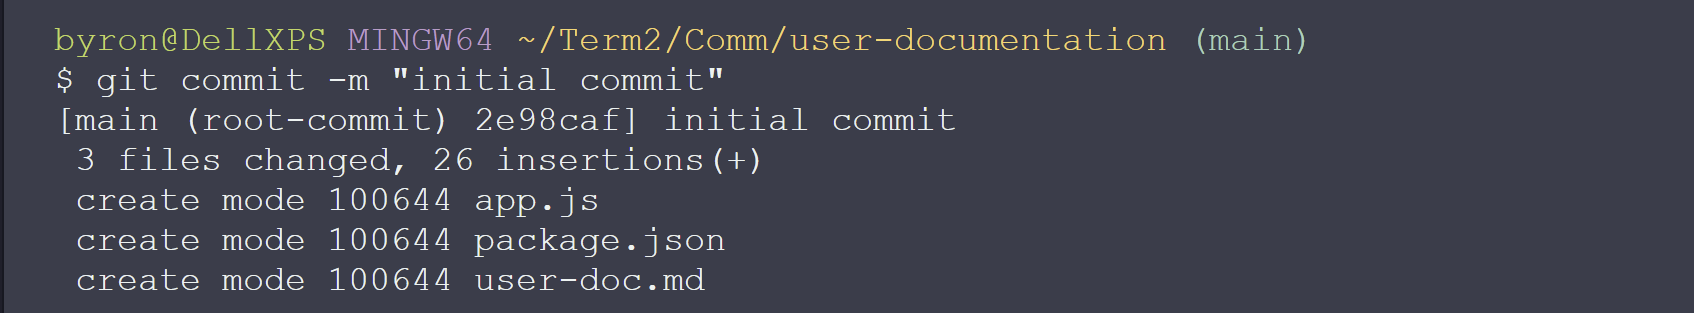 byron@DellXPS MINGW64 ~/Term2/Comm/user-documentation (main)
$ git commit -m "initial commit"
[main (root-commit) 2e98caf] initial commit
 3 files changed, 26 insertions(+)
 create mode 100644 app.js
 create mode 100644 package.json
 create mode 100644 user-doc.md